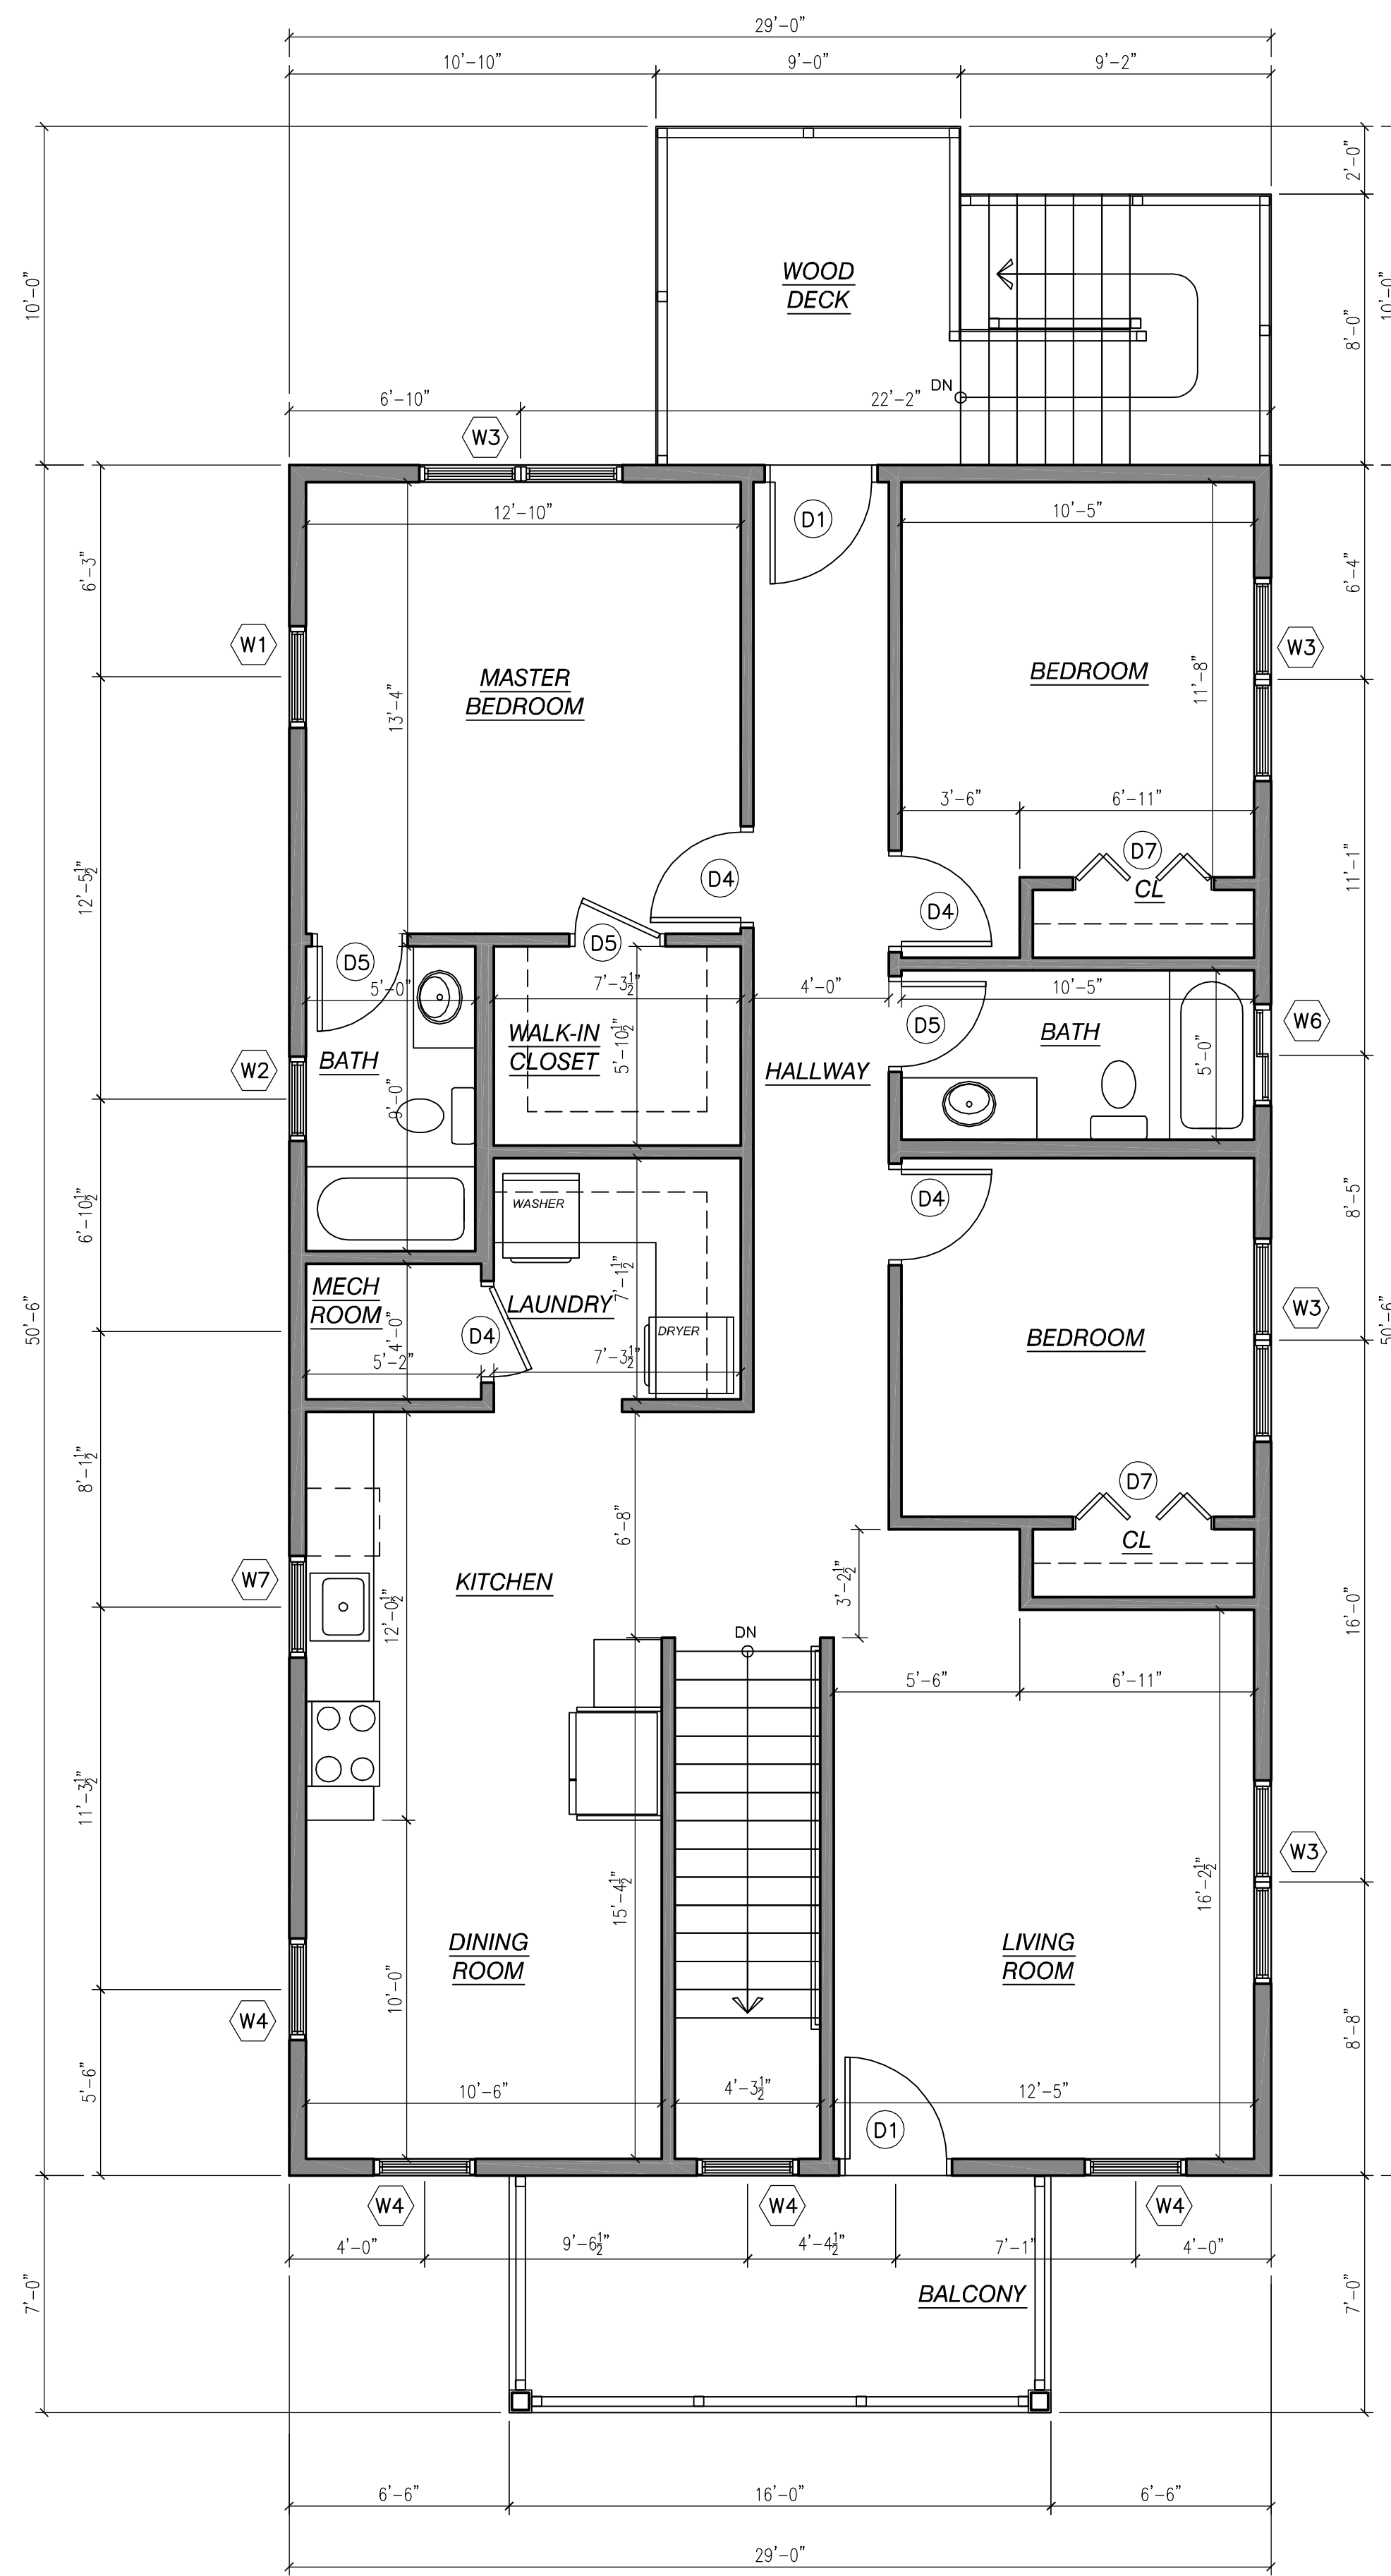 29'-0"
10'-10" 9'-0" 9'-2"
2'-0"
10'-0"
WOOD
DECK
8'-0"
10'-0"
DN
6'-10" 22'-2"
W3
D1
12'-10" 10'-5"
6'-3" 6'-4"
W1
W3
MASTER
BEDROOM
13'-4"
BEDROOM
11'-8"
3'-6" 6'-11"
D7
CL
D4
D4
12'-5½"
11'-1"
D5
D5
5'-0" 7'-3½" 4'-0" 10'-5"
D5
W6
BATH
WALK-IN
CLOSET
5'-10½"
BATH
5'-0"
HALLWAY
W2
9'-0"
D4
WASHER
6'-10½"
8'-5"
MECH
ROOM
LAUNDRY
7'-1½"
W3
DRYER
D4
4'-0"
5'-2" 7'-3½"
BEDROOM
50'-6"
50'-6"
8'-1½"
D7
CL
6'-8"
W7
KITCHEN
12'-0½"
3'-2½"
16'-0"
DN
5'-6" 6'-11"
11'-3½"
W3
15'-4½"
16'-2½"
DINING
ROOM
LIVING
ROOM
10'-0"
W4
8'-8"
5'-6"
10'-6" 4'-3½" 12'-5"
D1
W4 W4 W4
4'-0" 9'-6½" 4'-4½" 7'-1" 4'-0"
7'-0"
BALCONY
7'-0"
6'-6" 16'-0" 6'-6"
29'-0"